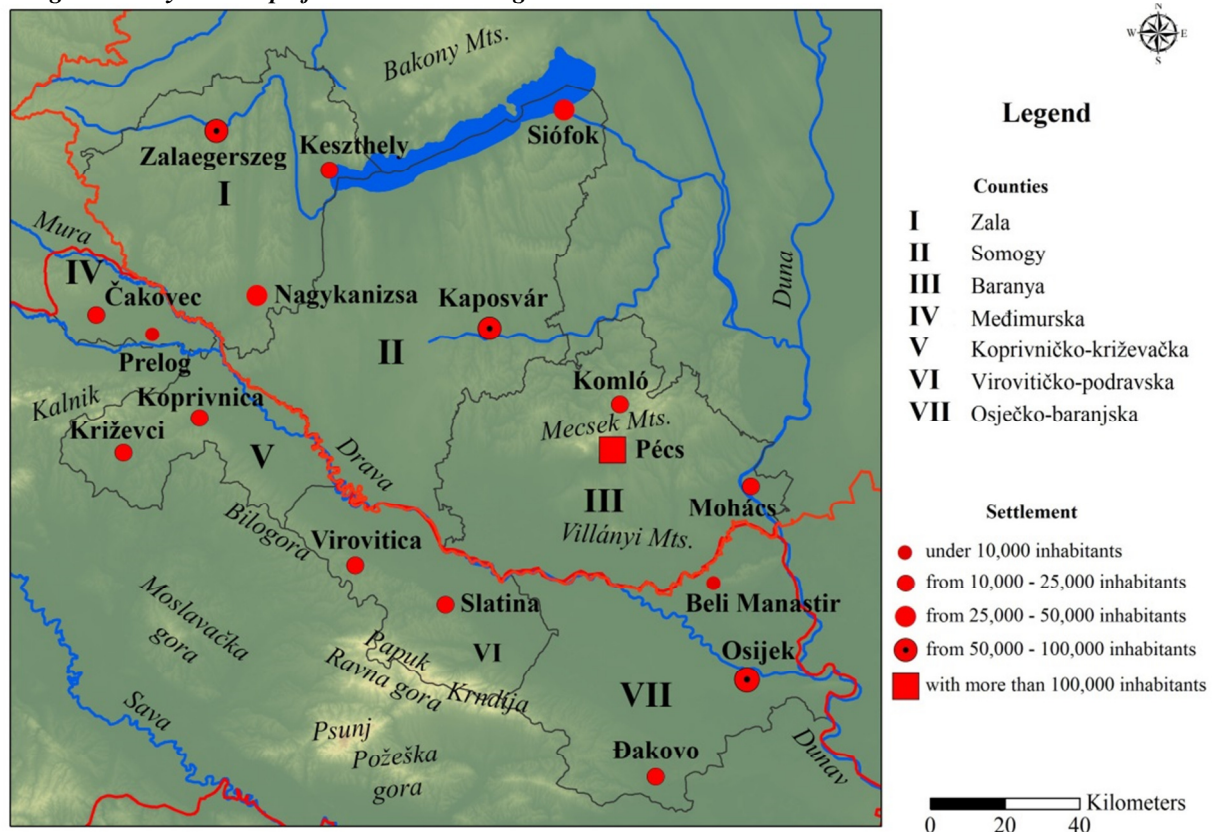 N
W E
S
Bakony Mts.
Siófok
Keszthely
Zalaegerszeg
I
Mura
IV
Čakovec
Nagykanizsa
Kaposvár
Duna
Prelog
II
Kalnik
Koprivnica
Komló
Križevci
Mecsek Mts.
Pécs
V
Drava
III
Mohács
Bilogora
Virovitica
Villányi Mts.
Slatina
Beli Manastir
Moslavačka
gora
Papuk
VI
Osijek
Ravna gora
Krndija
VII
Sava
Psunj
Požeška
gora
Đakovo
Dunav
Legend
Counties
I Zala
II Somogy
III Baranya
IV Međimurska
V Koprivničko-križevačka
VI Virovitičko-podravska
VII Osječko-baranjska
Settlement
under 10,000 inhabitants
from 10,000 - 25,000 inhabitants
from 25,000 - 50,000 inhabitants
from 50,000 - 100,000 inhabitants
with more than 100,000 inhabitants
Kilometers
0 20 40